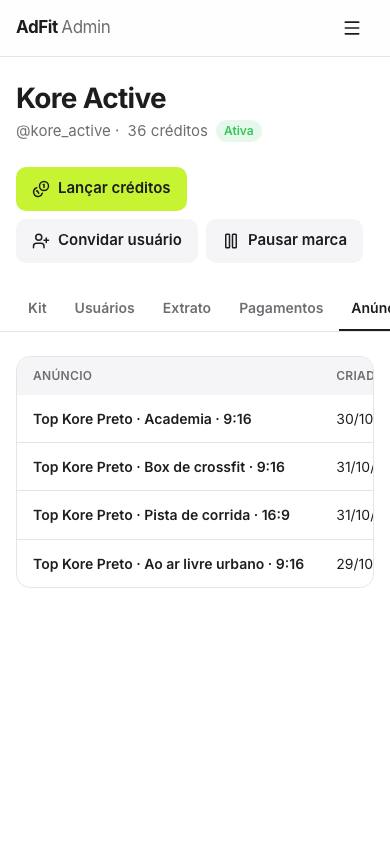 AdFit Admin
Kore Active
@kore_active · 36 créditos Ativa
Lançar créditos
Convidar usuário Pausar marca
Kit Usuários Extrato Pagamentos Anúnc
ANÚNCIO CRIAD
Top Kore Preto · Academia · 9:16 30/10
Top Kore Preto · Box de crossfit · 9:16 31/10/
Top Kore Preto · Pista de corrida · 16:9 31/10/
Top Kore Preto · Ao ar livre urbano · 9:16 29/10